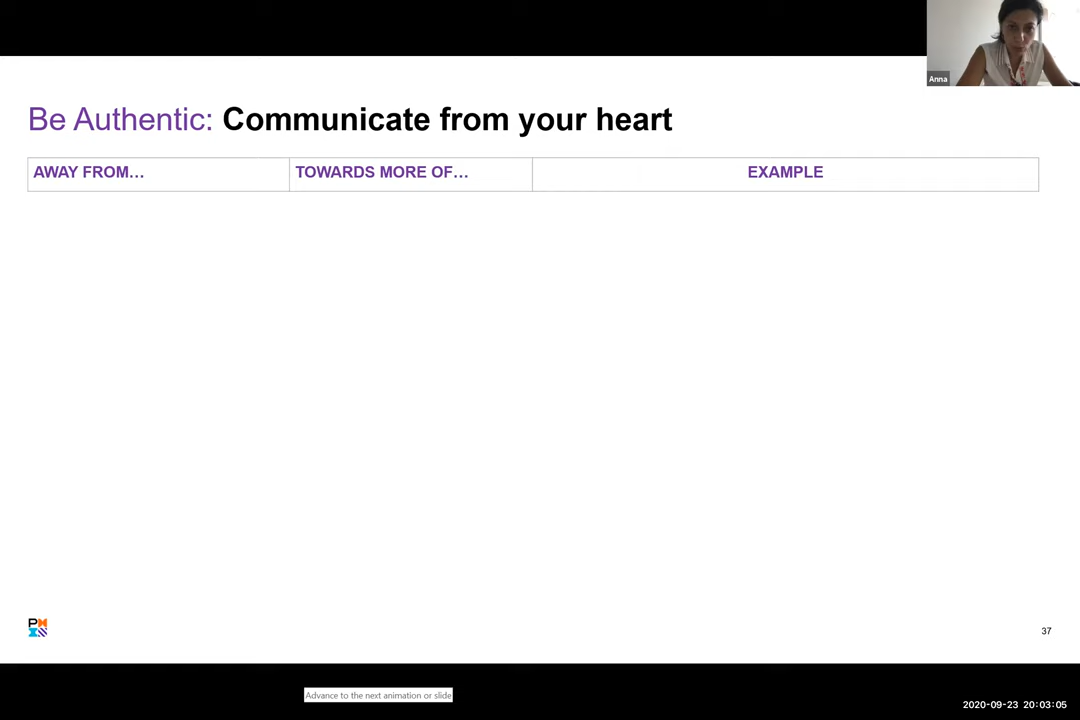 Anna
Be Authentic: Communicate from your heart
AWAY FROM… TOWARDS MORE OF… EXAMPLE
37
Advance to the next animation or slide
2020-09-23 20:03:05